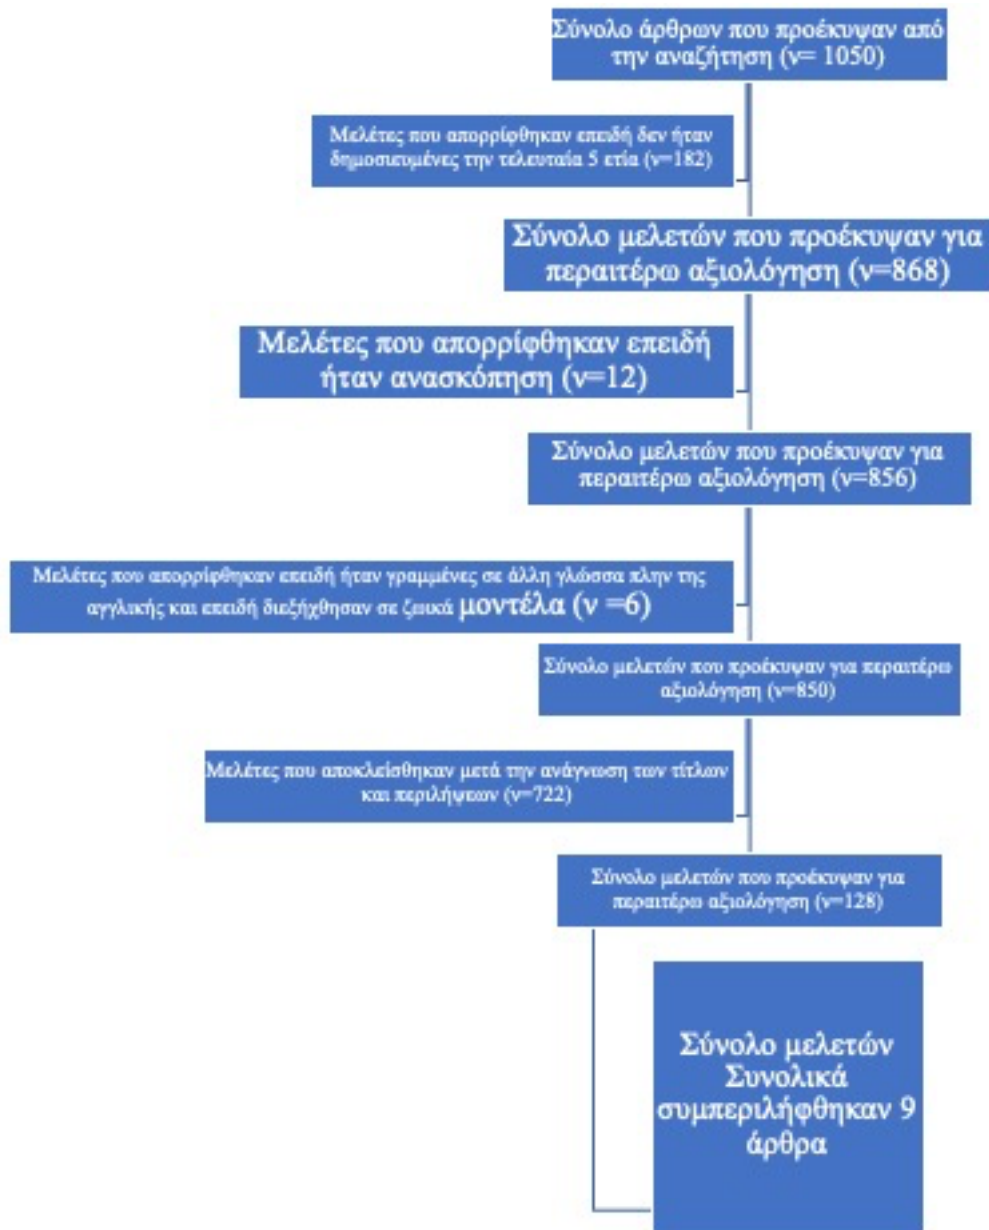 Σύνολο άρθρων που προέκυψαν από
την αναζήτηση (ν= 1050)
Μελέτες που απορρίφθηκαν επειδή δεν ήταν
δημοσιευμένες την τελευταία 5 ετία (ν=182)
Σύνολο μελετών που προέκυψαν για
περαιτέρω αξιολόγηση (ν=868)
Μελέτες που απορρίφθηκαν επειδή
ήταν ανασκόπηση (ν=12)
Σύνολο μελετών που προέκυψαν για
περαιτέρω αξιολόγηση (ν=856)
Μελέτες που απορρίφθηκαν επειδή ήταν γραμμένες σε άλλη γλώσσα πλην της
αγγλικής και επειδή διεξήχθησαν σε ζωικά μοντέλα (ν =6)
Σύνολο μελετών που προέκυψαν για περαιτέρω
αξιολόγηση (ν=850)
Μελέτες που αποκλείσθηκαν μετά την ανάγνωση των τίτλων
και περιλήψεων (ν=722)
Σύνολο μελετών που προέκυψαν για
περαιτέρω αξιολόγηση (ν=128)
Σύνολο μελετών
Συνολικά
συμπεριλήφθηκαν 9
άρθρα